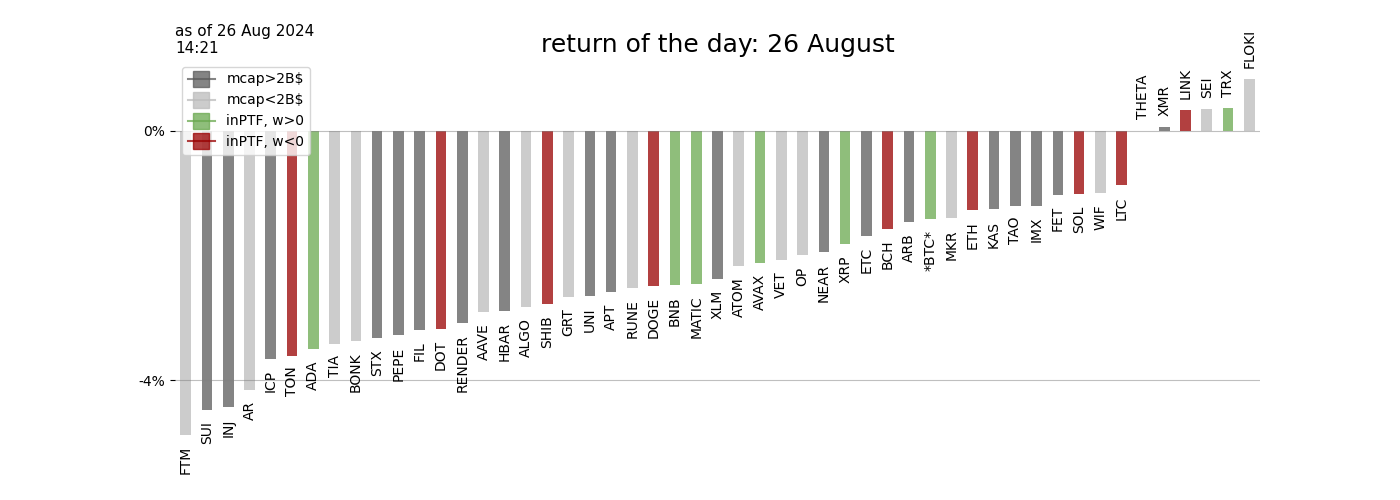 as of 26 Aug 2024
14:21
return of the day: 26 August
mcap>2B$
mcap<2B$
inPTF, w>0
inPTF, w<0
0%
-4%
FTM
SUI
INJ
AR
ICP
TON
ADA
TIA
BONK
STX
PEPE
FIL
DOT
RENDER
AAVE
HBAR
ALGO
SHIB
GRT
UNI
APT
RUNE
DOGE
BNB
MATIC
XLM
ATOM
AVAX
VET
OP
NEAR
XRP
ETC
BCH
ARB
*BTC*
MKR
ETH
KAS
TAO
IMX
FET
SOL
WIF
LTC
THETA
XMR
LINK
SEI
TRX
FLOKI